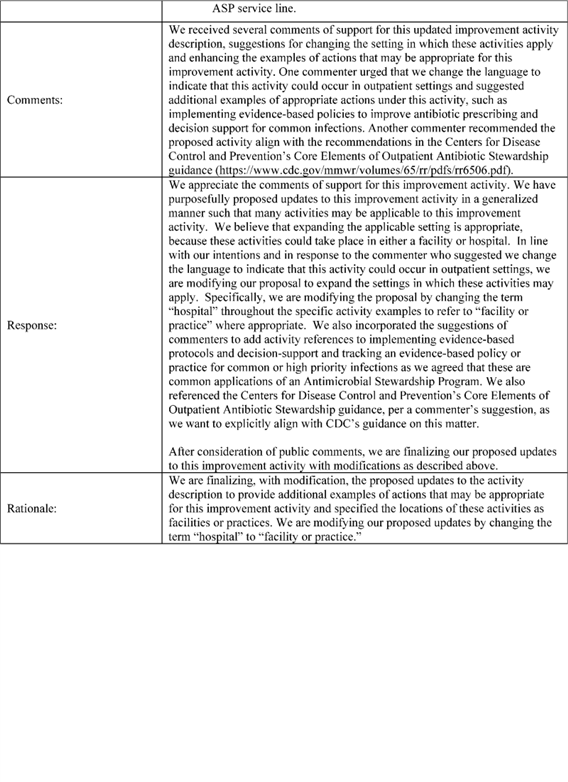 ASP service line.
Comments:
We received several comments of support for this updated improvement activity
description, suggestions for changing the setting in which these activities apply
and enhancing the examples of actions that may be appropriate for this
improvement activity. One commenter urged that we change the language to
indicate that this activity could occur in outpatient settings and suggested
additional examples of appropriate actions under this activity, such as
implementing evidence-based policies to improve antibiotic prescribing and
decision support for common infections. Another commenter recommended the
proposed activity align with the recommendations in the Centers for Disease
Control and Prevention's Core Elements of Outpatient Antibiotic Stewardship
guidance (https://www.cdc.gov/mmwr/volumes/65/rr/pdfs/rr6506.pdf).
Response:
We appreciate the comments of support for this improvement activity. We have
purposefully proposed updates to this improvement activity in a generalized
manner such that many activities may be applicable to this improvement
activity. We believe that expanding the applicable setting is appropriate,
because these activities could take place in either a facility or hospital. In line
with our intentions and in response to the commenter who suggested we change
the language to indicate that this activity could occur in outpatient settings, we
are modifying our proposal to expand the settings in which these activities may
apply. Specifically, we are modifying the proposal by changing the term
“hospital” throughout the specific activity examples to refer to “facility or
practice” where appropriate. We also incorporated the suggestions of
commenters to add activity references to implementing evidence-based
protocols and decision-support and tracking an evidence-based policy or
practice for common or high priority infections as we agreed that these are
common applications of an Antimicrobial Stewardship Program. We also
referenced the Centers for Disease Control and Prevention's Core Elements of
Outpatient Antibiotic Stewardship guidance, per a commenter's suggestion, as
we want to explicitly align with CDC's guidance on this matter.
After consideration of public comments, we are finalizing our proposed updates
to this improvement activity with modifications as described above.
Rationale:
We are finalizing, with modification, the proposed updates to the activity
description to provide additional examples of actions that may be appropriate
for this improvement activity and specified the locations of these activities as
facilities or practices. We are modifying our proposed updates by changing the
term “hospital” to “facility or practice.”